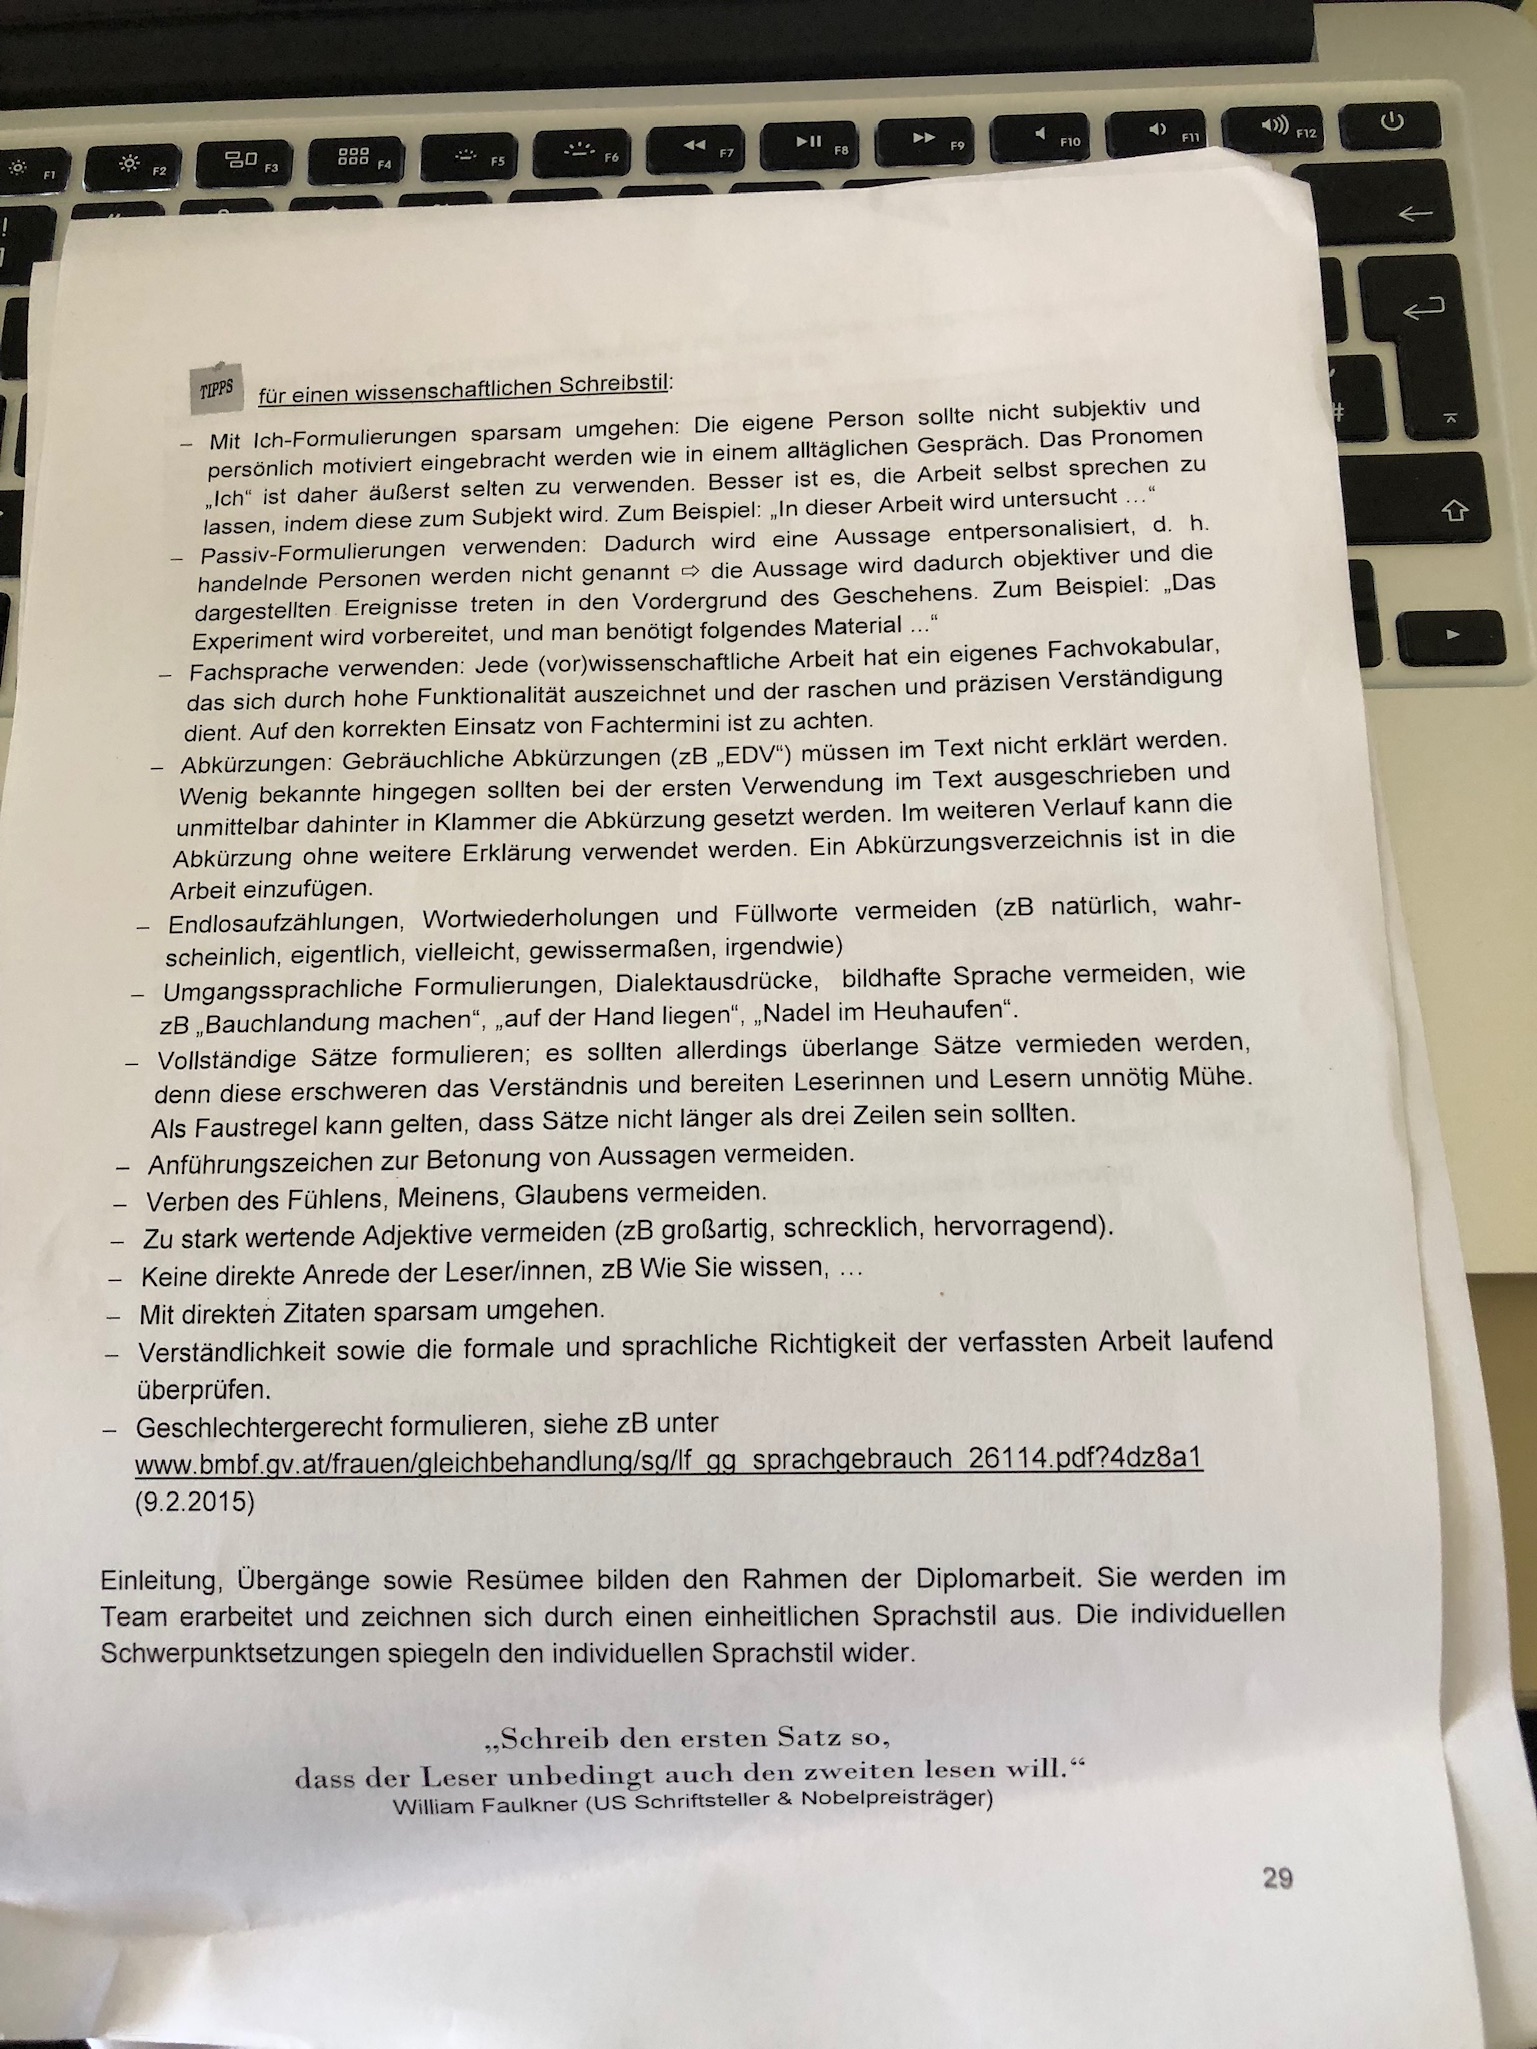 F1 F2 F3 F4 F5 F6 F7 F8 F9 F10 F11 F12
!
#
TIPPS für einen wissenschaftlichen Schreibstil:
– Mit Ich-Formulierungen sparsam umgehen: Die eigene Person sollte nicht subjektiv und
persönlich motiviert eingebracht werden wie in einem alltäglichen Gespräch. Das Pronomen
„Ich“ ist daher äußerst selten zu verwenden. Besser ist es, die Arbeit selbst sprechen zu
lassen, indem diese zum Subjekt wird. Zum Beispiel: „In dieser Arbeit wird untersucht …“
– Passiv-Formulierungen verwenden: Dadurch wird eine Aussage entpersonalisiert, d. h.
handelnde Personen werden nicht genannt ⇨ die Aussage wird dadurch objektiver und die
dargestellten Ereignisse treten in den Vordergrund des Geschehens. Zum Beispiel: „Das
Experiment wird vorbereitet, und man benötigt folgendes Material …“
– Fachsprache verwenden: Jede (vor)wissenschaftliche Arbeit hat ein eigenes Fachvokabular,
das sich durch hohe Funktionalität auszeichnet und der raschen und präzisen Verständigung
dient. Auf den korrekten Einsatz von Fachtermini ist zu achten.
– Abkürzungen: Gebräuchliche Abkürzungen (zB „EDV“) müssen im Text nicht erklärt werden.
Wenig bekannte hingegen sollten bei der ersten Verwendung im Text ausgeschrieben und
unmittelbar dahinter in Klammer die Abkürzung gesetzt werden. Im weiteren Verlauf kann die
Abkürzung ohne weitere Erklärung verwendet werden. Ein Abkürzungsverzeichnis ist in die
Arbeit einzufügen.
– Endlosaufzählungen, Wortwiederholungen und Füllworte vermeiden (zB natürlich, wahr-
scheinlich, eigentlich, vielleicht, gewissermaßen, irgendwie)
– Umgangssprachliche Formulierungen, Dialektausdrücke, bildhafte Sprache vermeiden, wie
zB „Bauchlandung machen“, „auf der Hand liegen“, „Nadel im Heuhaufen“.
– Vollständige Sätze formulieren; es sollten allerdings überlange Sätze vermieden werden,
denn diese erschweren das Verständnis und bereiten Leserinnen und Lesern unnötig Mühe.
Als Faustregel kann gelten, dass Sätze nicht länger als drei Zeilen sein sollten.
– Anführungszeichen zur Betonung von Aussagen vermeiden.
– Verben des Fühlens, Meinens, Glaubens vermeiden.
– Zu stark wertende Adjektive vermeiden (zB großartig, schrecklich, hervorragend).
– Keine direkte Anrede der Leser/innen, zB Wie Sie wissen, …
– Mit direkten Zitaten sparsam umgehen.
– Verständlichkeit sowie die formale und sprachliche Richtigkeit der verfassten Arbeit laufend
überprüfen.
– Geschlechtergerecht formulieren, siehe zB unter
www.bmbf.gv.at/frauen/gleichbehandlung/sg/lf_gg_sprachgebrauch_26114.pdf?4dz8a1
(9.2.2015)
Einleitung, Übergänge sowie Resümee bilden den Rahmen der Diplomarbeit. Sie werden im
Team erarbeitet und zeichnen sich durch einen einheitlichen Sprachstil aus. Die individuellen
Schwerpunktsetzungen spiegeln den individuellen Sprachstil wider.
„Schreib den ersten Satz so,
dass der Leser unbedingt auch den zweiten lesen will.“
William Faulkner (US Schriftsteller & Nobelpreisträger)
29